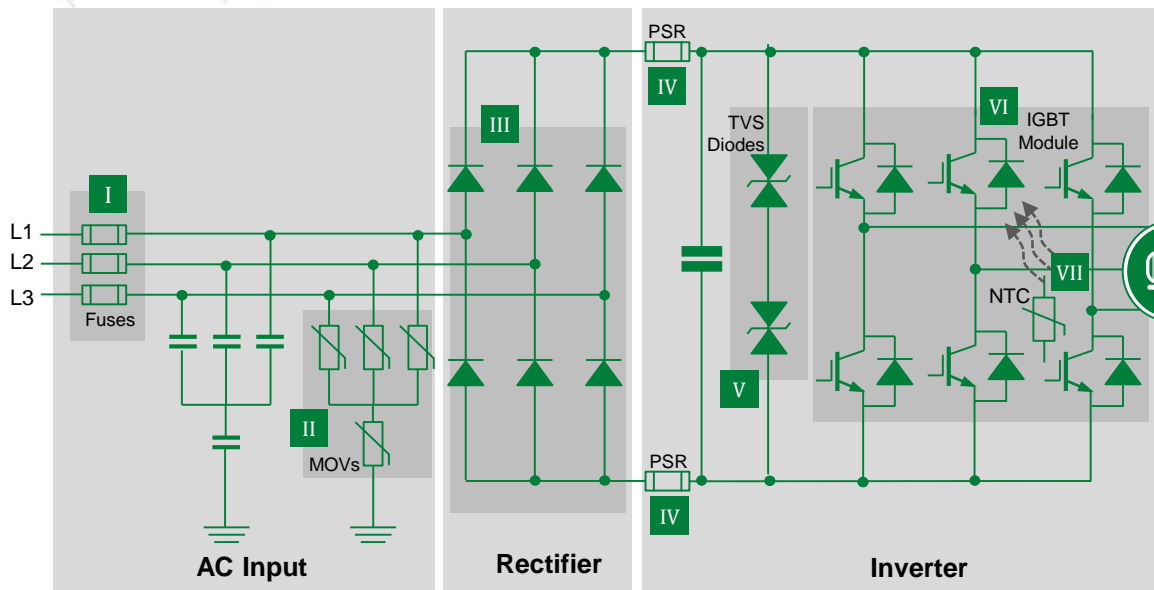 PSR
IV
VI
TVS
Diodes
IGBT
Module
III
I
L1
L2
L3
Fuses
VII
NTC
V
II
MOVs
PSR
IV
AC Input
Rectifier
Inverter